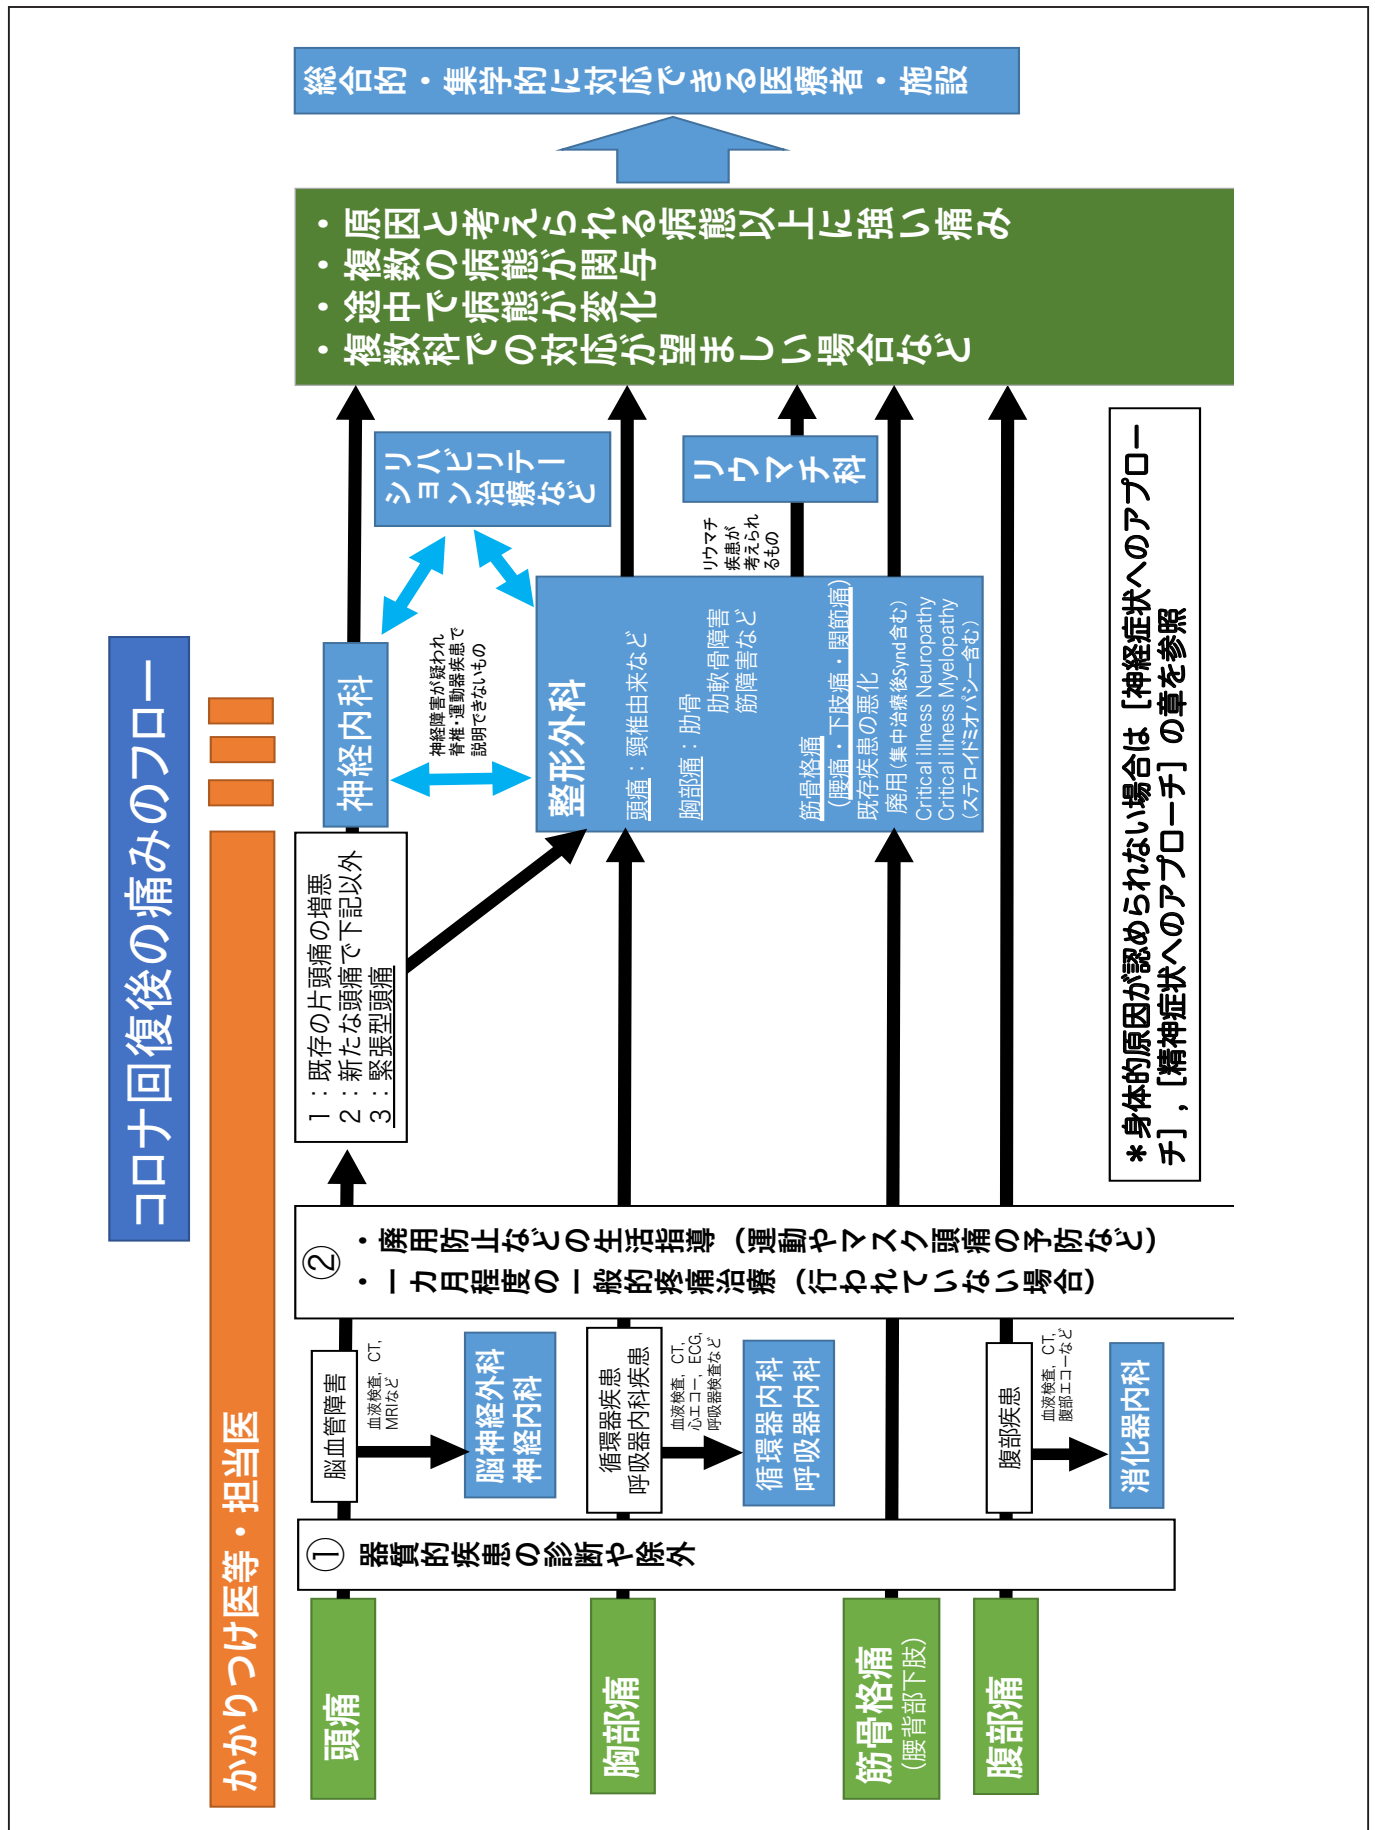 コロナ回復後の痛みのフロー
かかりつけ医等・担当医
頭痛
胸部痛
筋骨格痛
(腰背部下肢)
腹部痛
① 器質的疾患の診断や除外
脳血管障害
血液検査, CT,
MRIなど
脳神経外科
神経内科
循環器疾患
呼吸器内科疾患
血液検査, CT,
心エコー, ECG,
呼吸器検査など
循環器内科
呼吸器内科
腹部疾患
血液検査, CT,
腹部エコーなど
消化器内科
② ・廃用防止などの生活指導（運動やマスク頭痛の予防など）
・一カ月程度の一般的疼痛治療（行われていない場合）
1：既存の片頭痛の増悪
2：新たな頭痛で下記以外
3：緊張型頭痛
神経内科
神経障害が疑われ
脊椎・運動器疾患で
説明できないもの
リハビリテー
ション治療など
整形外科
頭痛：頸椎由来など
胸部痛：肋骨
肋軟骨障害
筋障害など
筋骨格痛
(腰痛・下肢痛・関節痛)
既存疾患の悪化
廃用(集中治療後Synd含む)
Critical illness Neuropathy
Critical illness Myelopathy
(ステロイドミオパシー含む)
リウマチ
疾患が
考えられ
るもの
リウマチ科
・原因と考えられる病態以上に強い痛み
・複数の病態が関与
・途中で病態が変化
・複数科での対応が望ましい場合など
総合的・集学的に対応できる医療者・施設
＊身体的原因が認められない場合は［神経症状へのアプロー
チ］,［精神症状へのアプローチ］の章を参照